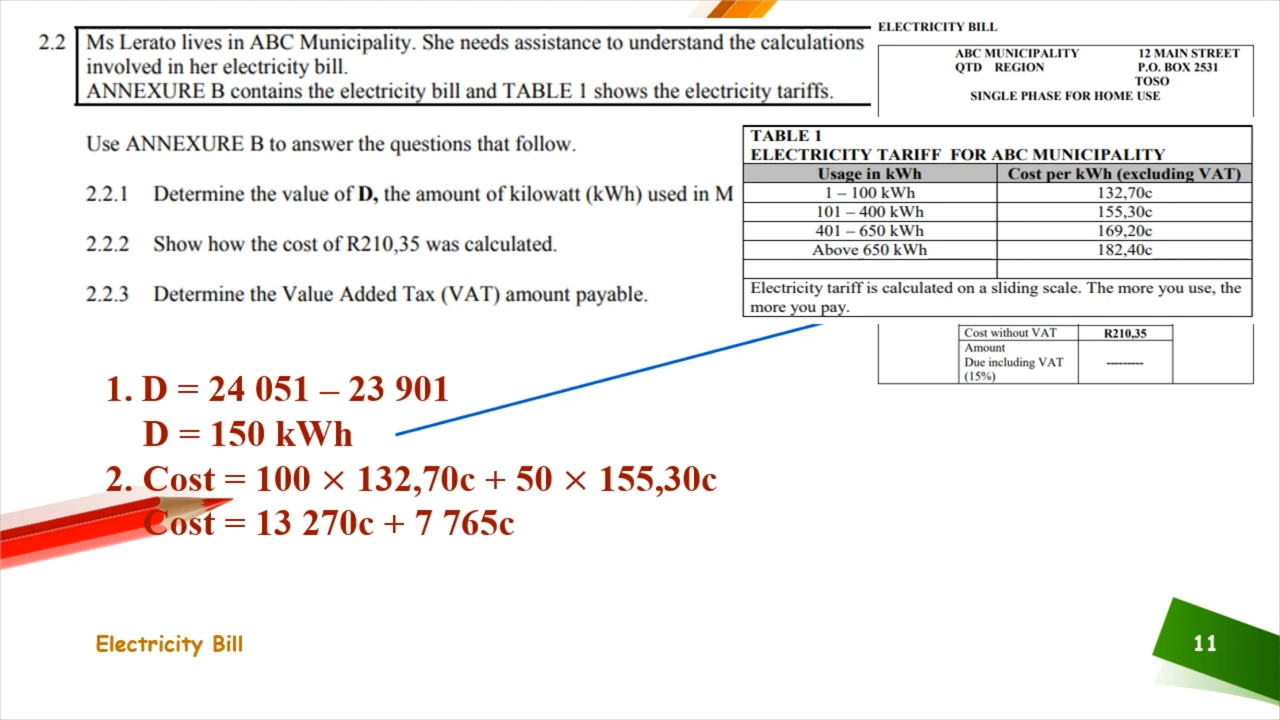 2.2 Ms Lerato lives in ABC Municipality. She needs assistance to understand the calculations
involved in her electricity bill.
ANNEXURE B contains the electricity bill and TABLE 1 shows the electricity tariffs.
Use ANNEXURE B to answer the questions that follow.
2.2.1 Determine the value of D, the amount of kilowatt (kWh) used in M
2.2.2 Show how the cost of R210,35 was calculated.
2.2.3 Determine the Value Added Tax (VAT) amount payable.
ELECTRICITY BILL
ABC MUNICIPALITY 12 MAIN STREET
QTD REGION P.O. BOX 2531
TOSO
SINGLE PHASE FOR HOME USE
TABLE 1
ELECTRICITY TARIFF FOR ABC MUNICIPALITY
Usage in kWh Cost per kWh (excluding VAT)
1 – 100 kWh 132,70c
101 – 400 kWh 155,30c
401 – 650 kWh 169,20c
Above 650 kWh 182,40c
Electricity tariff is calculated on a sliding scale. The more you use, the
more you pay.
Cost without VAT R210,35
Amount
Due including VAT ---------
(15%)
1. D = 24 051 – 23 901
D = 150 kWh
2. Cost = 100 × 132,70c + 50 × 155,30c
Cost = 13 270c + 7 765c
Electricity Bill
11